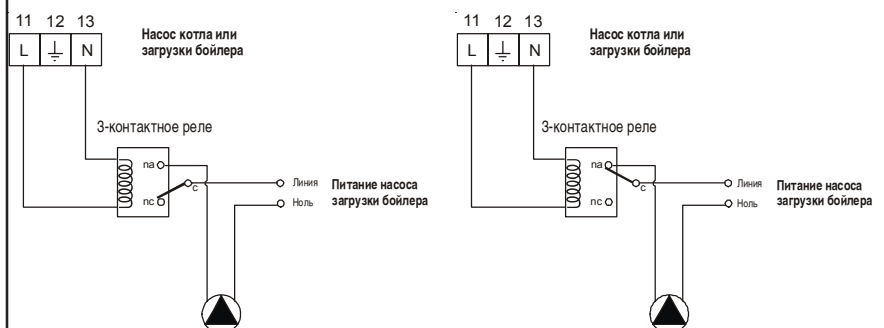 11 12 13
L N
Насос котла или
загрузки бойлера
3-контактное реле
na
c
nc
Линия
Ноль
Питание насоса
загрузки бойлера
11 12 13
L N
Насос котла или
загрузки бойлера
3-контактное реле
na
c
nc
Линия
Ноль
Питание насоса
загрузки бойлера